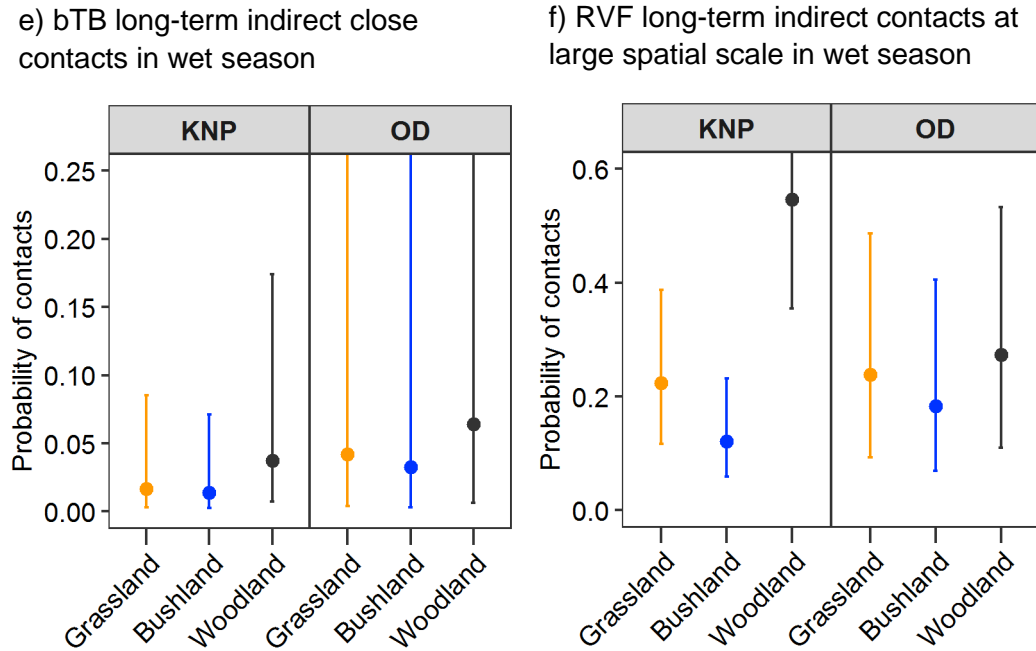 e) bTB long-term indirect close
contacts in wet season
KNP
OD
Probability of contacts
0.25
0.20
0.15
0.10
0.05
0.00
Grassland
Bushland
Woodland
Grassland
Bushland
Woodland
f) RVF long-term indirect contacts at
large spatial scale in wet season
KNP
OD
Probability of contacts
0.6
0.4
0.2
0.0
Grassland
Bushland
Woodland
Grassland
Bushland
Woodland